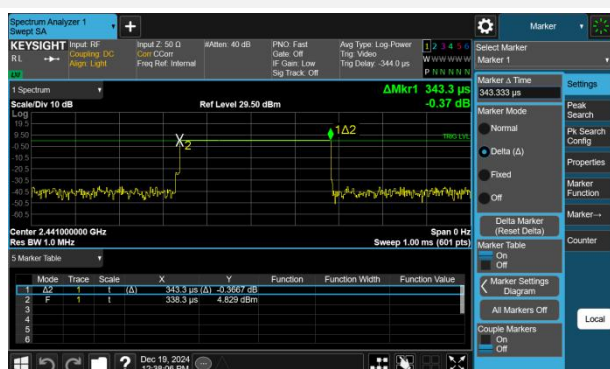 Spectrum Analyzer 1
Swept SA
Marker
KEYSIGHT
RL
Input: RF
Coupling: DC
Align: Light
Input Z: 50 Ω
Corr CCorr
Freq Ref: Internal
#Atten: 40 dB
PNO: Fast
Gate: Off
IF Gain: Low
Sig Track: Off
Avg Type: Log-Power
Trig: Video
Trig Delay: -344.0 µs
1 2 3 4 5 6
W W W W W W
P N N N N N
Select Marker
Marker 1
1 Spectrum
Scale/Div 10 dB
Ref Level 29.50 dBm
ΔMkr1 343.3 µs
-0.37 dB
Log
19.5
9.50
-0.50
-10.5
-20.5
-30.5
-40.5
-50.5
-60.5
X2
1Δ2
TRIG LVL
Center 2.441000000 GHz
Res BW 1.0 MHz
Span 0 Hz
Sweep 1.00 ms (601 pts)
5 Marker Table
Mode Trace Scale X Y Function Function Width Function Value
1 Δ2 1 t (Δ) 343.3 µs (Δ) -0.3667 dB
2 F 1 t 338.3 µs 4.829 dBm
3
4
5
6
Marker Δ Time
343.333 µs
Marker Mode
Normal
Delta (Δ)
Fixed
Off
Delta Marker
(Reset Delta)
Marker Table
On
Off
Marker Settings
Diagram
All Markers Off
Couple Markers
On
Off
Settings
Peak
Search
Pk Search
Config
Properties
Marker
Function
Marker→
Counter
Local
Dec 19, 2024
12:38:06 PM